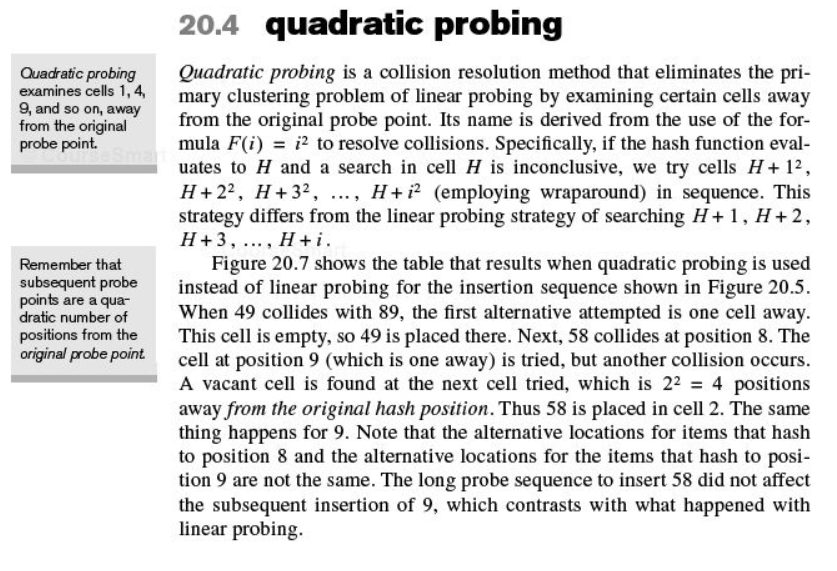 20.4 quadratic probing
Quadratic probing
examines cells 1, 4,
9, and so on, away
from the original
probe point.
Quadratic probing is a collision resolution method that eliminates the pri-
mary clustering problem of linear probing by examining certain cells away
from the original probe point. Its name is derived from the use of the for-
mula F(i) = i² to resolve collisions. Specifically, if the hash function eval-
uates to H and a search in cell H is inconclusive, we try cells H + 1²,
H + 2², H + 3², ..., H + i² (employing wraparound) in sequence. This
strategy differs from the linear probing strategy of searching H + 1, H + 2,
H + 3, ..., H + i.
Remember that
subsequent probe
points are a qua-
dratic number of
positions from the
original probe point.
Figure 20.7 shows the table that results when quadratic probing is used
instead of linear probing for the insertion sequence shown in Figure 20.5.
When 49 collides with 89, the first alternative attempted is one cell away.
This cell is empty, so 49 is placed there. Next, 58 collides at position 8. The
cell at position 9 (which is one away) is tried, but another collision occurs.
A vacant cell is found at the next cell tried, which is 2² = 4 positions
away from the original hash position. Thus 58 is placed in cell 2. The same
thing happens for 9. Note that the alternative locations for items that hash
to position 8 and the alternative locations for the items that hash to posi-
tion 9 are not the same. The long probe sequence to insert 58 did not affect
the subsequent insertion of 9, which contrasts with what happened with
linear probing.